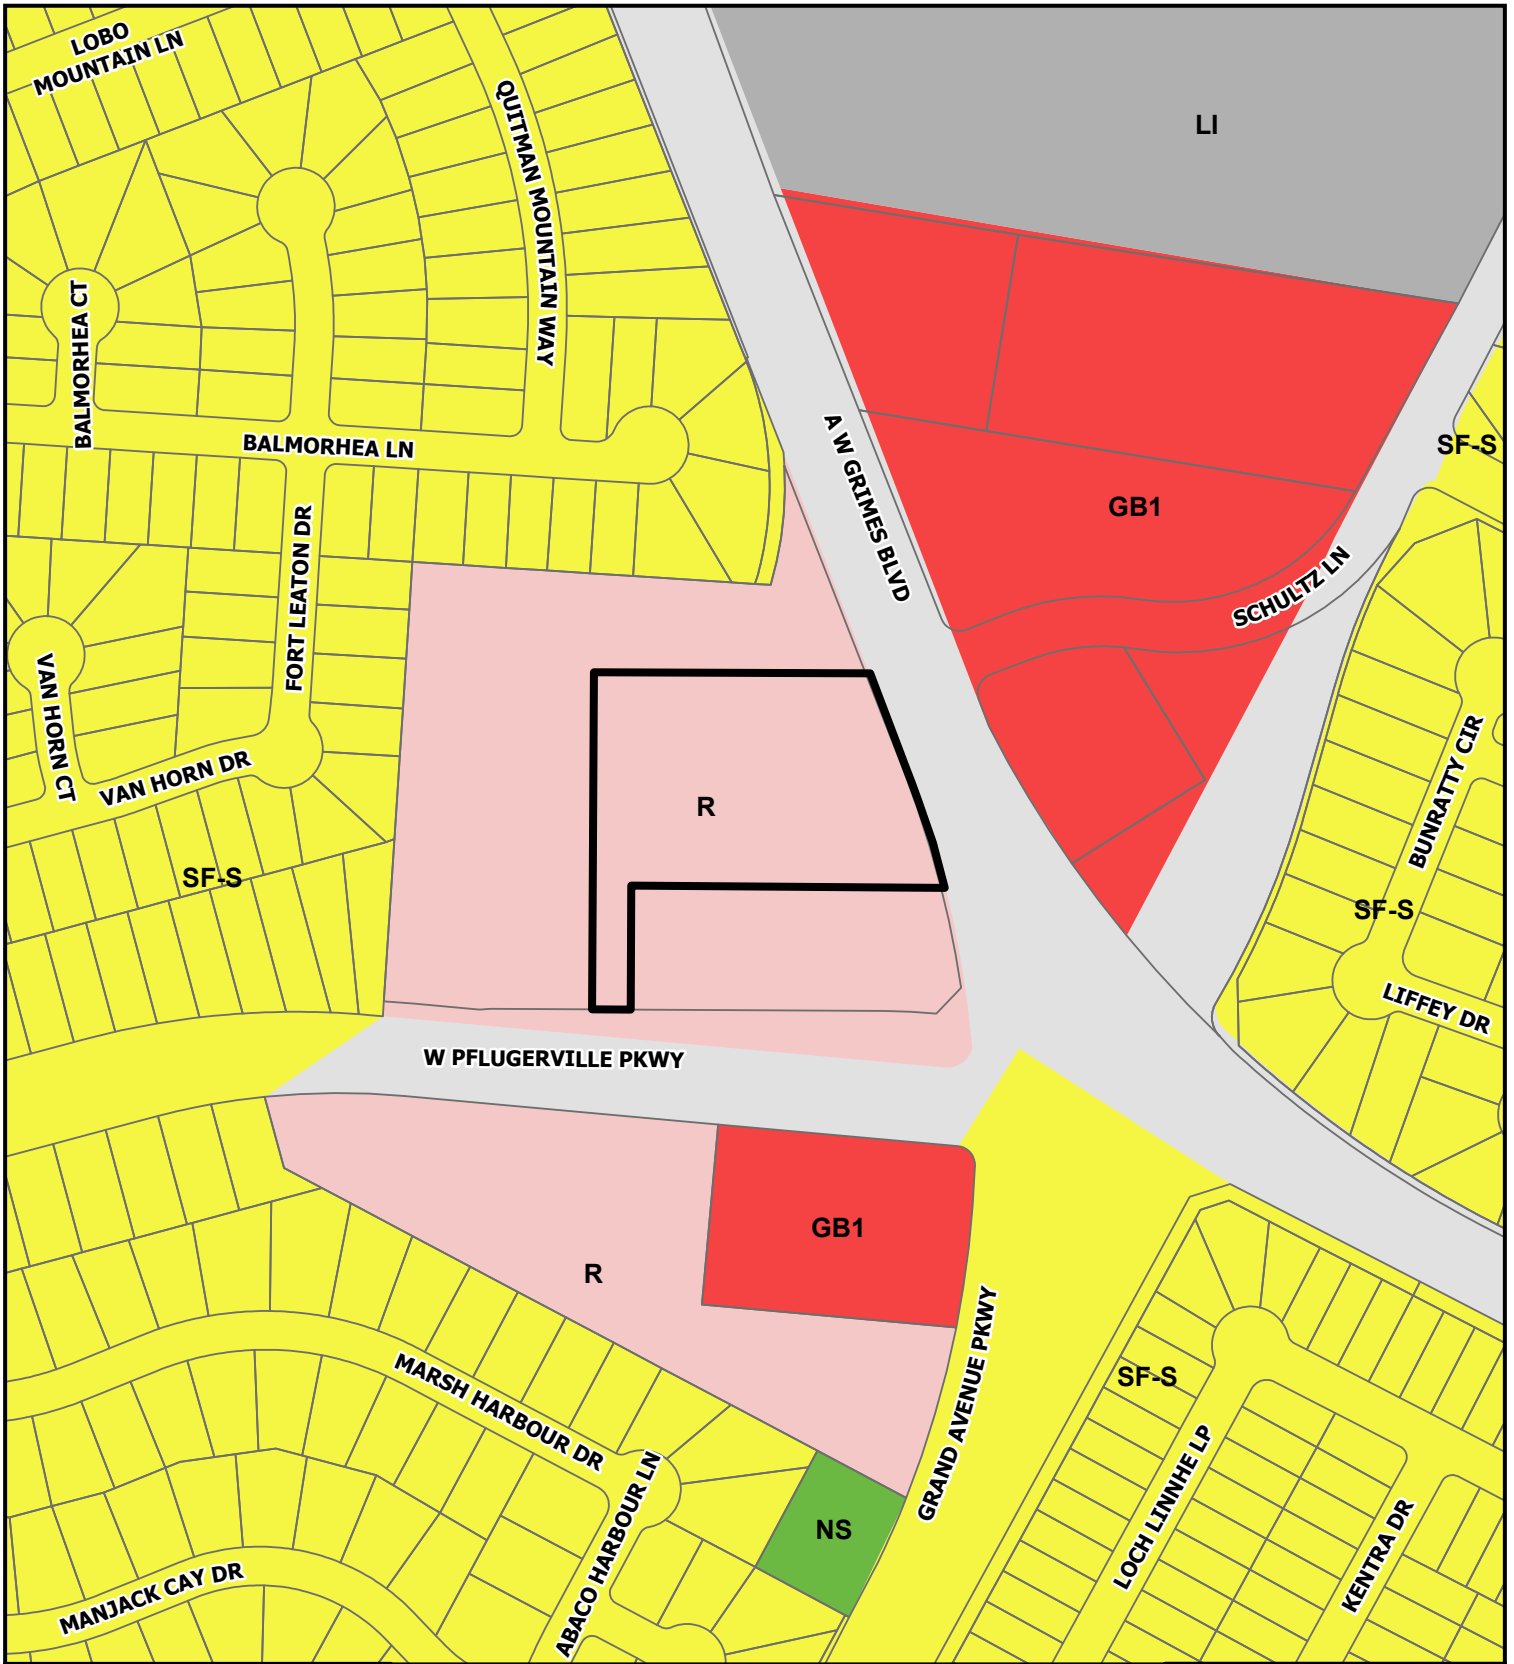 LOBO
MOUNTAIN LN
QUITMAN MOUNTAIN WAY
LI
BALMORHEA CT
BALMORHEA LN
A W GRIMES BLVD
SF-S
GB1
FORT LEATON DR
SCHULTZ LN
VAN HORN CT
VAN HORN DR
R
BUNRATTY CIR
SF-S
SF-S
LIFFEY DR
W PFLUGERVILLE PKWY
GB1
R
GRAND AVENUE PKWY
MARSH HARBOUR DR
SF-S
LOCH LINNHE LP
ABACO HARBOUR LN
NS
KENTRA DR
MANJACK CAY DR